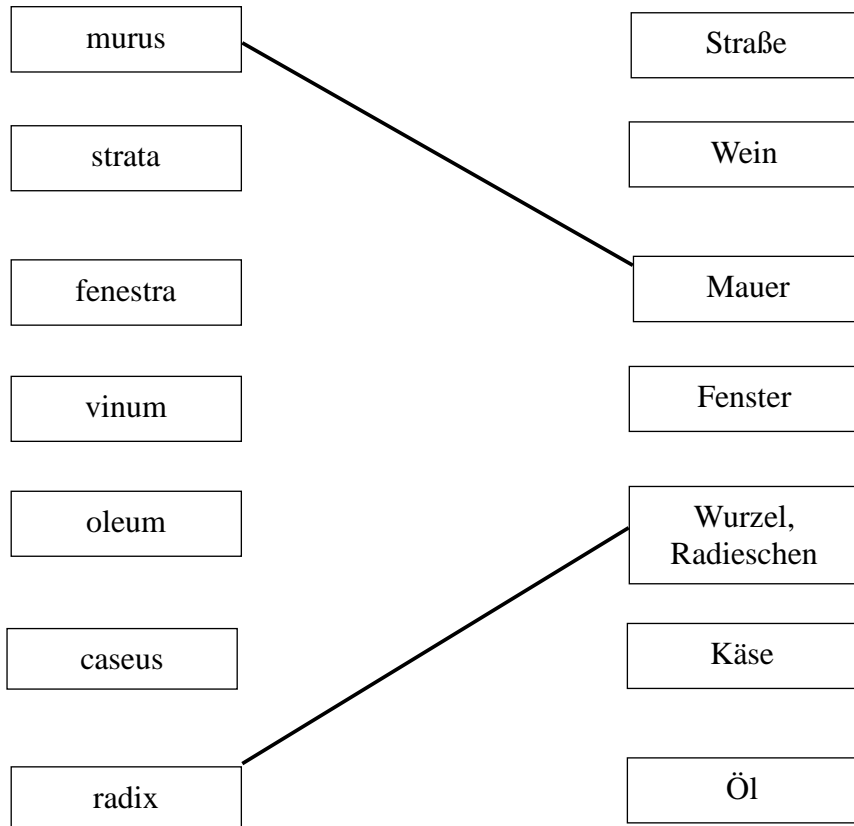 murus
strata
fenestra
vinum
oleum
caseus
radix
Straße
Wein
Mauer
Fenster
Wurzel,
Radieschen
Käse
Öl